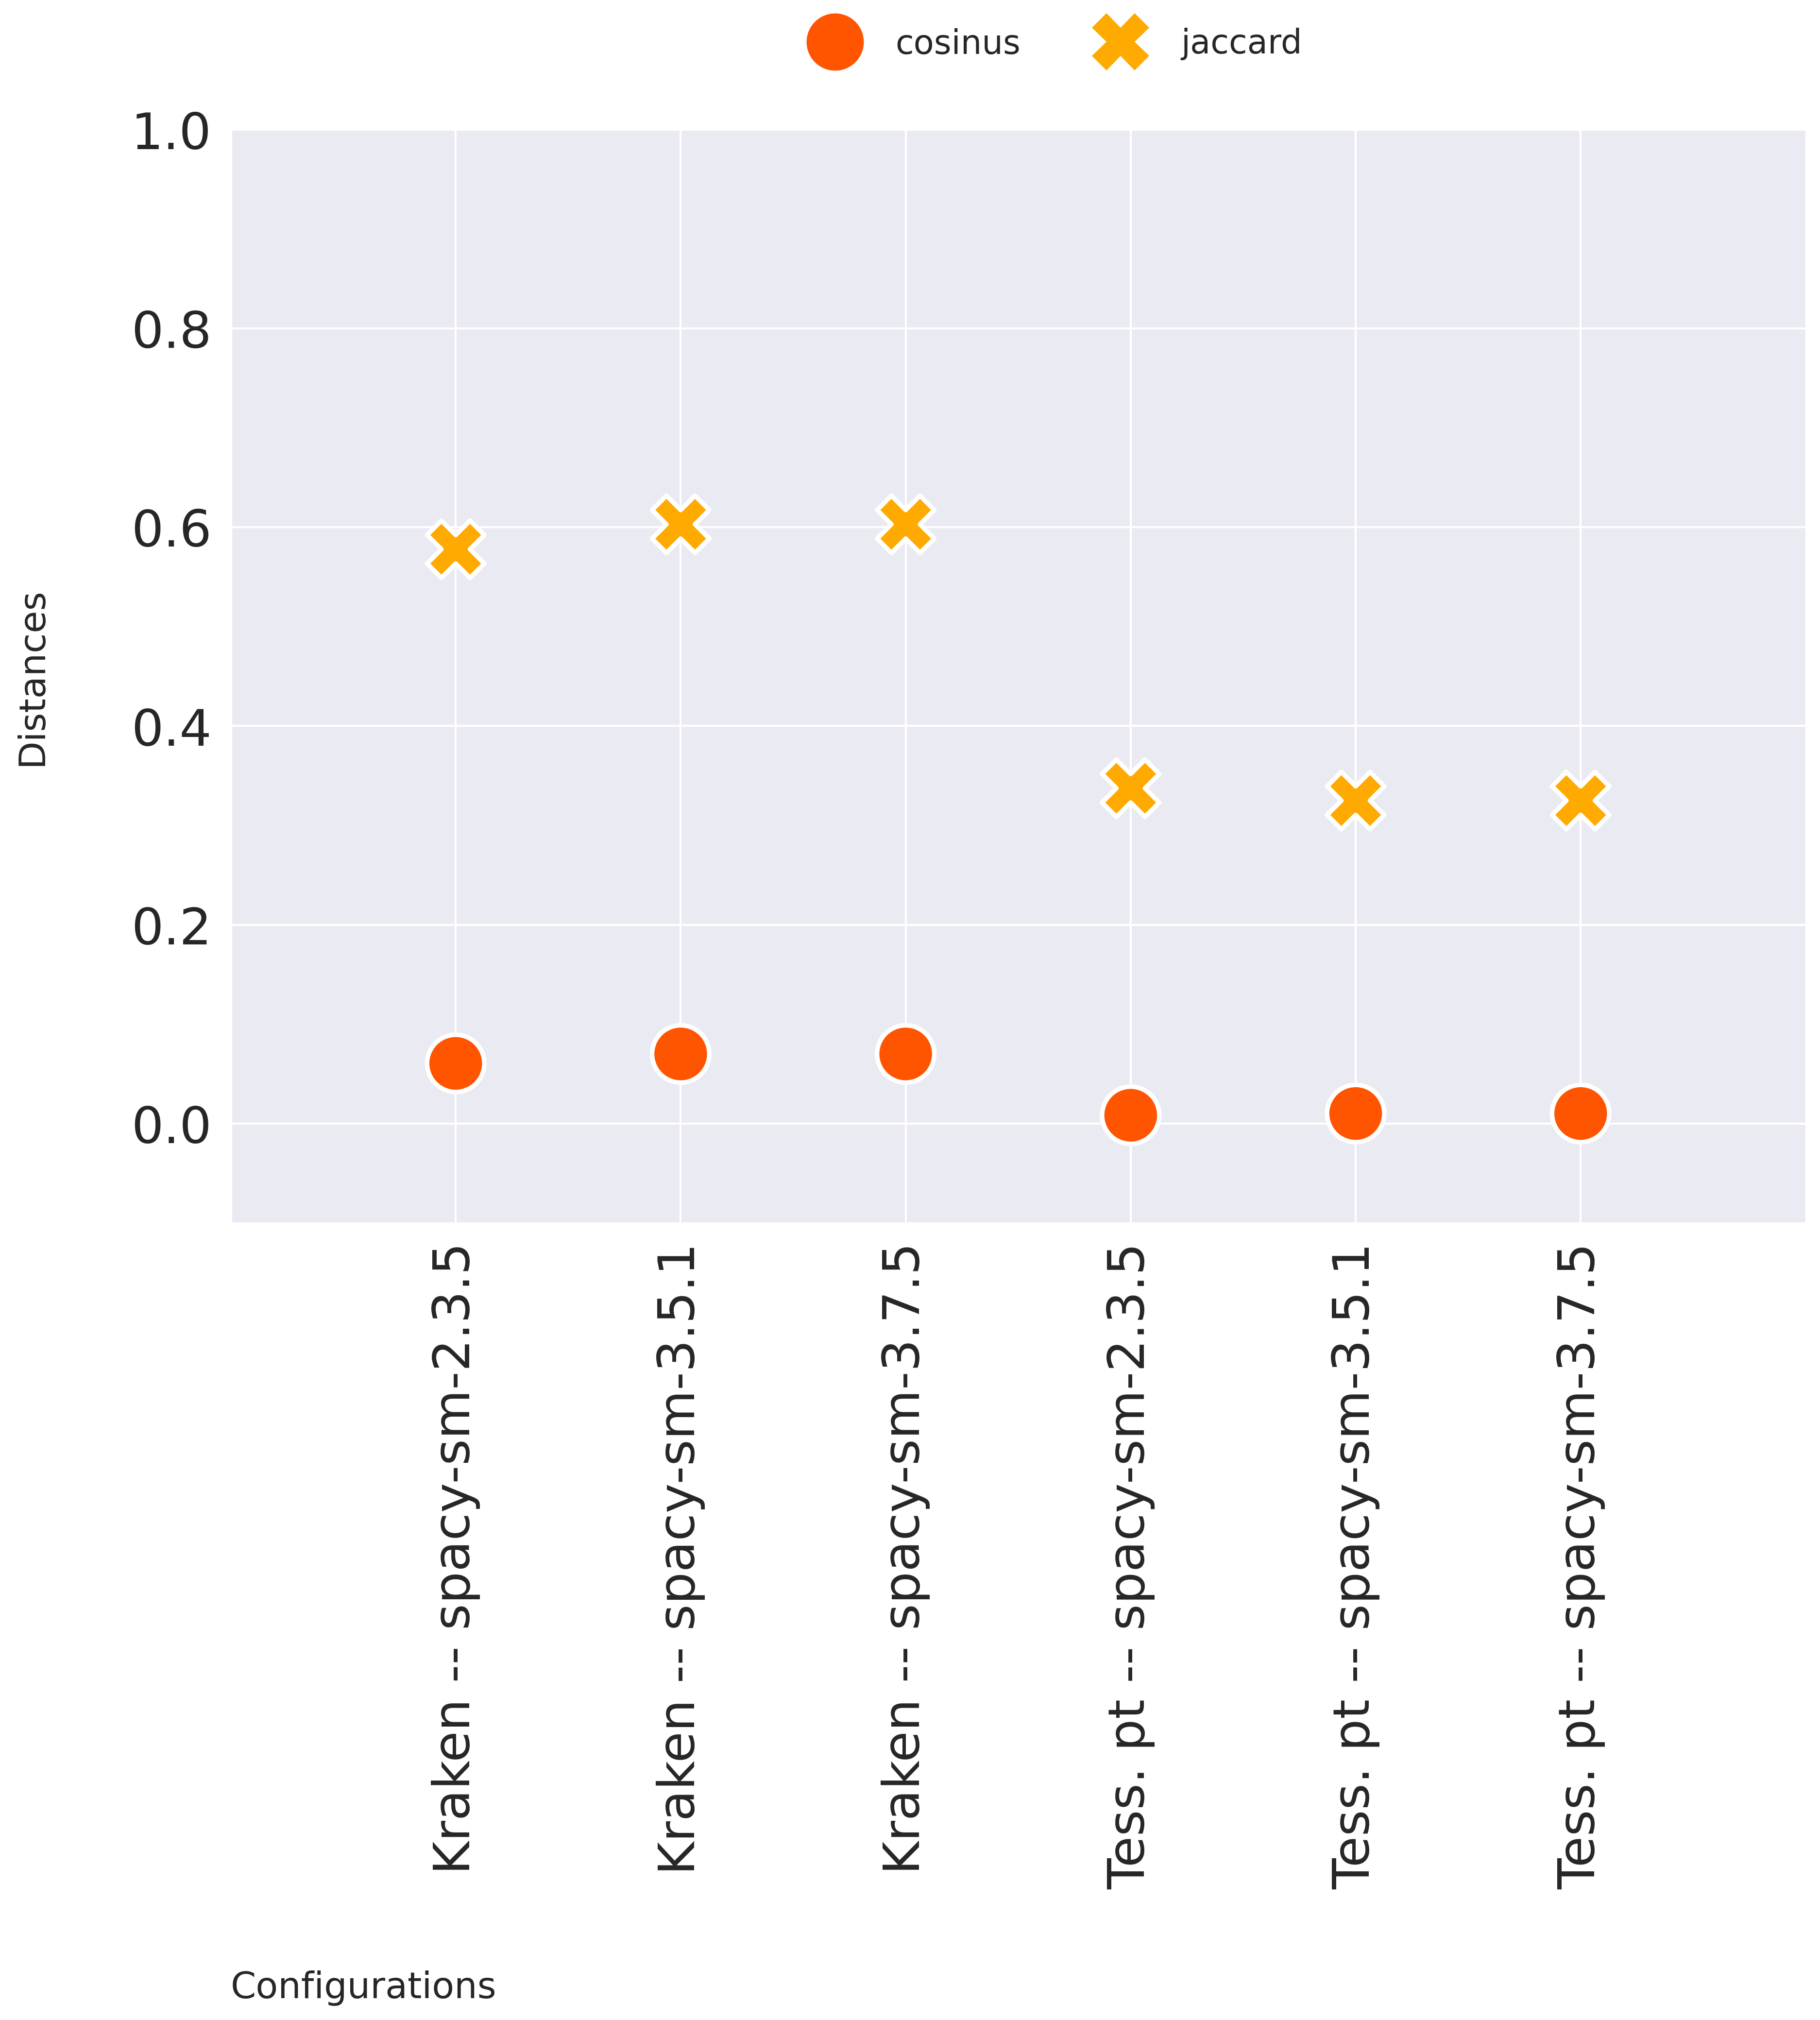 cosinus jaccard
1.0
0.8
0.6
0.4
0.2
0.0
Distances
Kraken -- spacy-sm-2.3.5
Kraken -- spacy-sm-3.5.1
Kraken -- spacy-sm-3.7.5
Tess. pt -- spacy-sm-2.3.5
Tess. pt -- spacy-sm-3.5.1
Tess. pt -- spacy-sm-3.7.5
Configurations